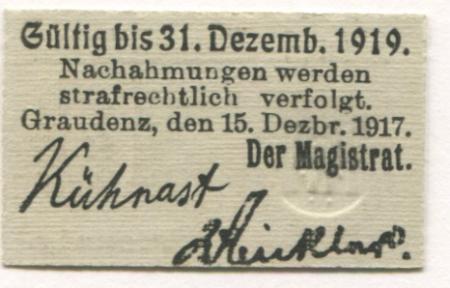 Gültig bis 31. Dezemb. 1919.
Nachahmungen werden
strafrechtlich verfolgt.
Graudenz, den 15. Dezbr. 1917.
Der Magistrat.
Kühnast